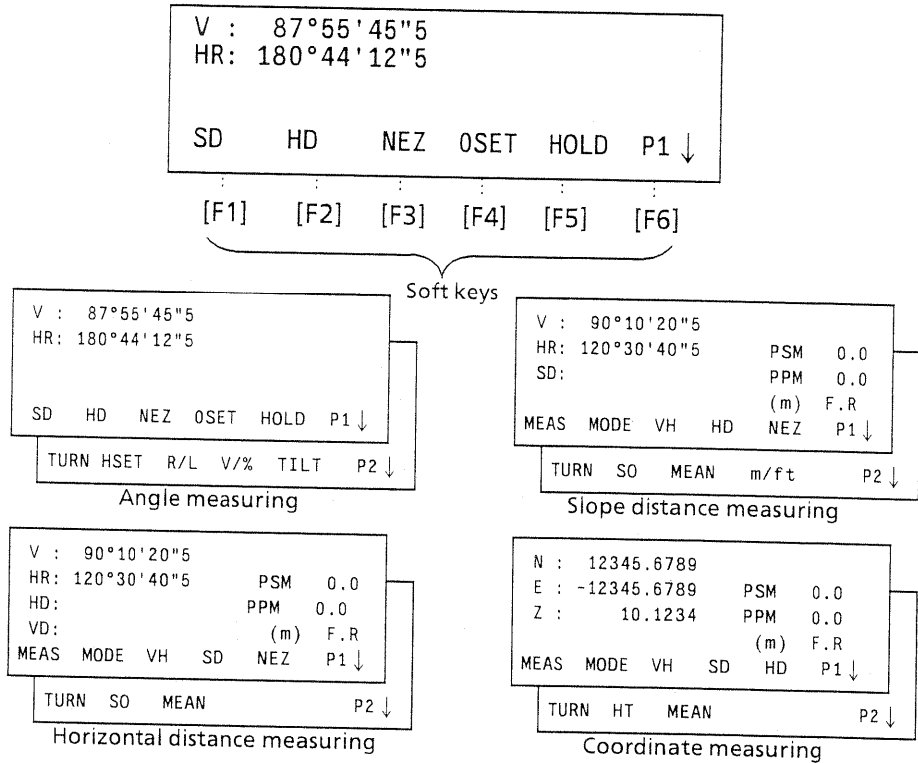 V :   87°55'45"5
HR: 180°44'12"5
SD HD NEZ 0SET HOLD P1 ↓
[F1] [F2] [F3] [F4] [F5] [F6]
Soft keys
V :   87°55'45"5
HR: 180°44'12"5
SD HD NEZ 0SET HOLD P1 ↓
TURN HSET R/L V/% TILT P2 ↓
Angle measuring
V :   90°10'20"5
HR: 120°30'40"5 PSM 0.0
SD: PPM 0.0
(m) F.R
MEAS MODE VH HD NEZ P1 ↓
TURN SO MEAN m/ft P2 ↓
Slope distance measuring
V :   90°10'20"5
HR: 120°30'40"5 PSM 0.0
HD: PPM 0.0
VD: (m) F.R
MEAS MODE VH SD NEZ P1 ↓
TURN SO MEAN P2 ↓
Horizontal distance measuring
N : 12345.6789
E : -12345.6789 PSM 0.0
Z : 10.1234 PPM 0.0
(m) F.R
MEAS MODE VH SD HD P1 ↓
TURN HT MEAN P2 ↓
Coordinate measuring